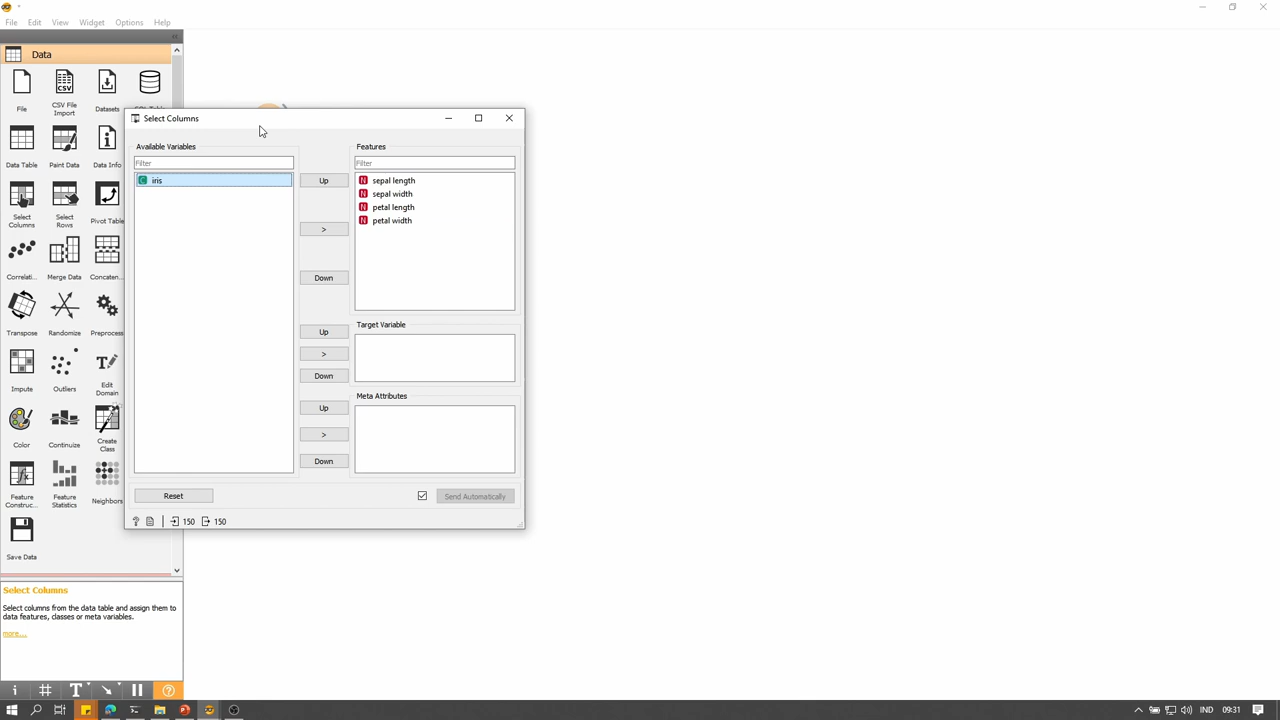 File Edit View Widget Options Help
Data
File CSV File Import Datasets
Data Table Paint Data Data Info
Select Columns Select Rows Pivot Table
Correlati... Merge Data Concaten...
Transpose Randomize Preprocess
Impute Outliers Edit Domain
Color Continuize Create Class
Feature Construc... Feature Statistics Neighbors
Save Data
Select Columns
Select columns from the data table and assign them to
data features, classes or meta variables.
more...
Select Columns
Available Variables
Filter
C iris
Up
>
Down
Up
>
Down
Up
>
Down
Features
Filter
N sepal length
N sepal width
N petal length
N petal width
Target Variable
Meta Attributes
Reset
Send Automatically
? 150 150
IND 09:31